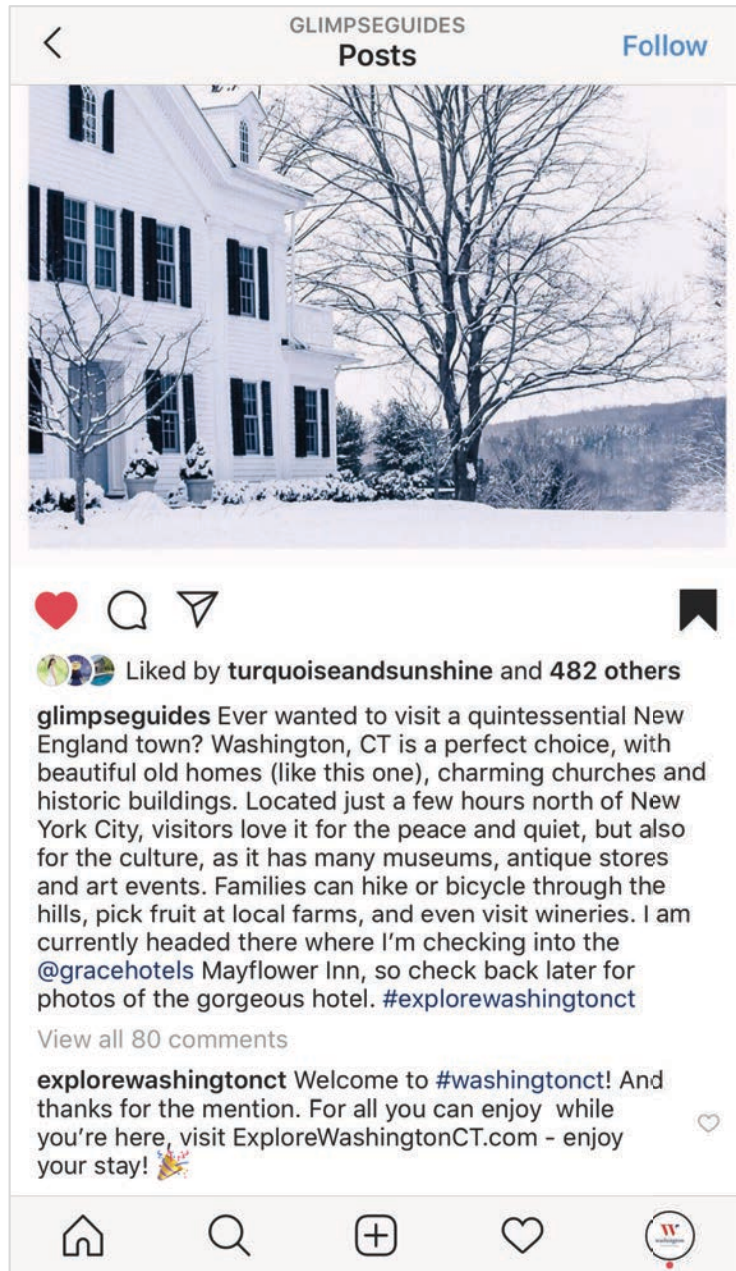 GLIMPSEGUIDES
Posts
Follow
Liked by turquoiseandsunshine and 482 others
glimpseguides Ever wanted to visit a quintessential New
England town? Washington, CT is a perfect choice, with
beautiful old homes (like this one), charming churches and
historic buildings. Located just a few hours north of New
York City, visitors love it for the peace and quiet, but also
for the culture, as it has many museums, antique stores
and art events. Families can hike or bicycle through the
hills, pick fruit at local farms, and even visit wineries. I am
currently headed there where I'm checking into the
@gracehotels Mayflower Inn, so check back later for
photos of the gorgeous hotel. #explorewashingtonct
View all 80 comments
explorewashingtonct Welcome to #washingtonct! And
thanks for the mention. For all you can enjoy while
you're here, visit ExploreWashingtonCT.com - enjoy
your stay! 🎉
W
washington